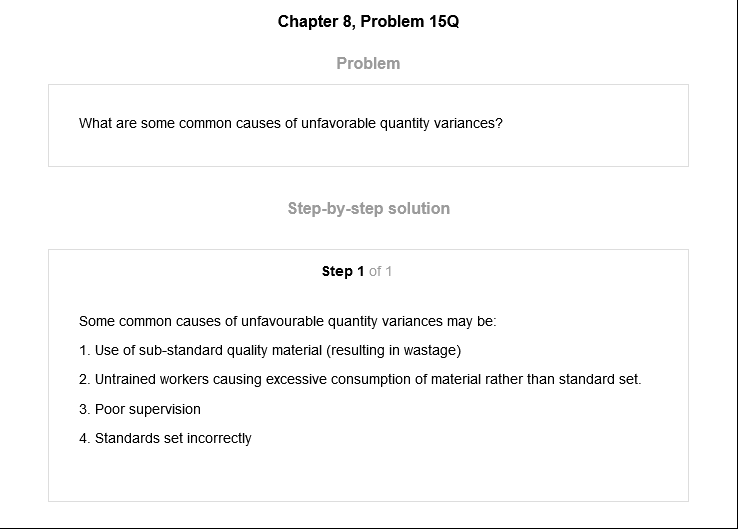 Chapter 8, Problem 15Q
Problem
What are some common causes of unfavorable quantity variances?
Step-by-step solution
Step 1 of 1
Some common causes of unfavourable quantity variances may be:
1. Use of sub-standard quality material (resulting in wastage)
2. Untrained workers causing excessive consumption of material rather than standard set.
3. Poor supervision
4. Standards set incorrectly